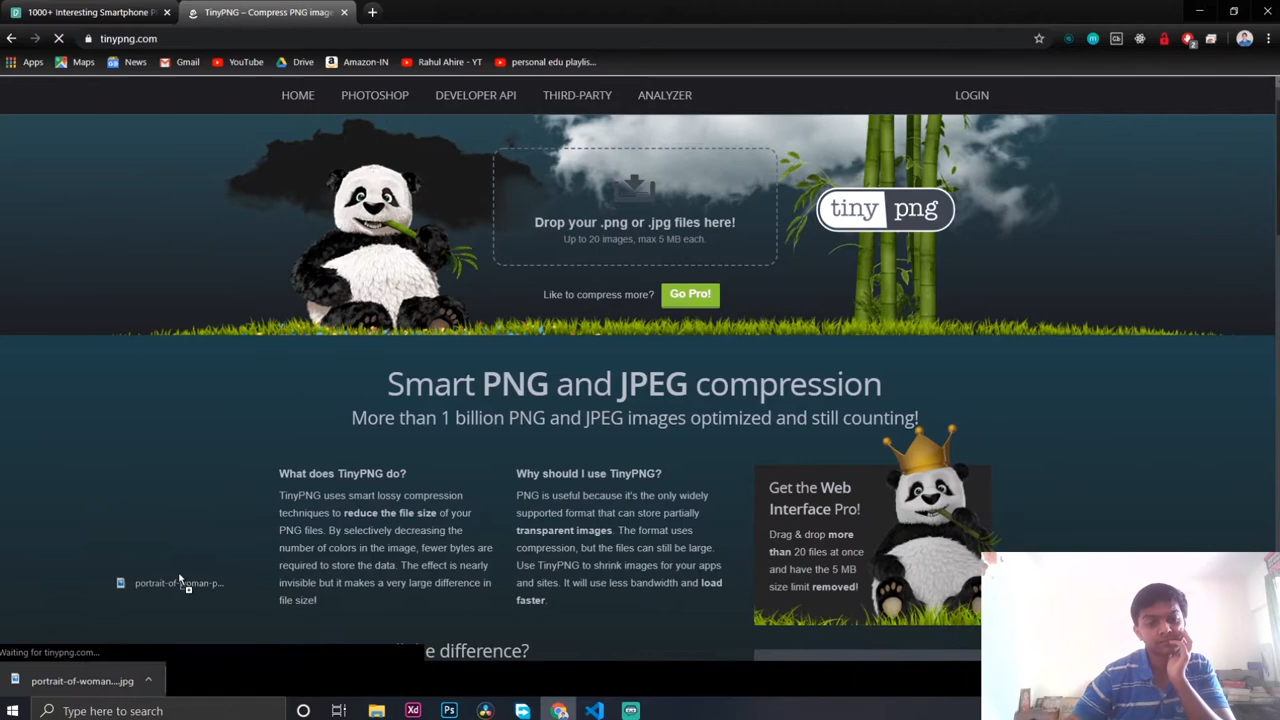 1000+ Interesting Smartphone P
TinyPNG – Compress PNG image
tinypng.com
Apps
Maps
News
Gmail
YouTube
Drive
Amazon-IN
Rahul Ahire - YT
personal edu playlis...
HOME
PHOTOSHOP
DEVELOPER API
THIRD-PARTY
ANALYZER
LOGIN
Drop your .png or .jpg files here!
Up to 20 images, max 5 MB each.
tiny png
Like to compress more?
Go Pro!
Smart PNG and JPEG compression
More than 1 billion PNG and JPEG images optimized and still counting!
What does TinyPNG do?
TinyPNG uses smart lossy compression
techniques to reduce the file size of your
PNG files. By selectively decreasing the
number of colors in the image, fewer bytes are
required to store the data. The effect is nearly
invisible but it makes a very large difference in
file size!
Why should I use TinyPNG?
PNG is useful because it's the only widely
supported format that can store partially
transparent images. The format uses
compression, but the files can still be large.
Use TinyPNG to shrink images for your apps
and sites. It will use less bandwidth and load
faster.
Get the Web
Interface Pro!
Drag & drop more
than 20 files at once
and have the 5 MB
size limit removed!
portrait-of-woman-p...
difference?
Waiting for tinypng.com...
portrait-of-woman....jpg
Type here to search